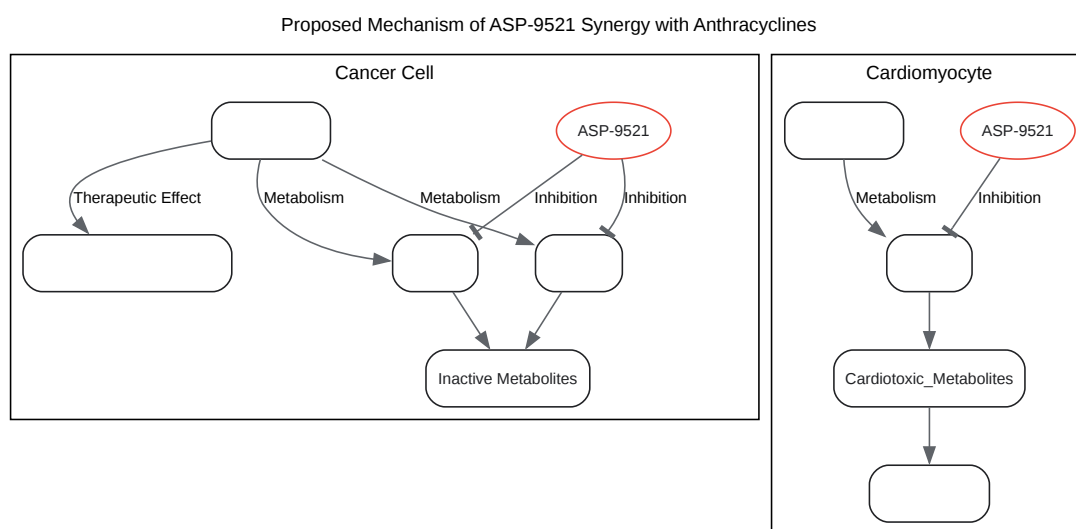 Proposed Mechanism of ASP-9521 Synergy with Anthracyclines
Cancer Cell
Cardiomyocyte
ASP-9521
ASP-9521
Therapeutic Effect
Metabolism
Metabolism
Inhibition
Inhibition
Metabolism
Inhibition
Inactive Metabolites
Cardiotoxic_Metabolites